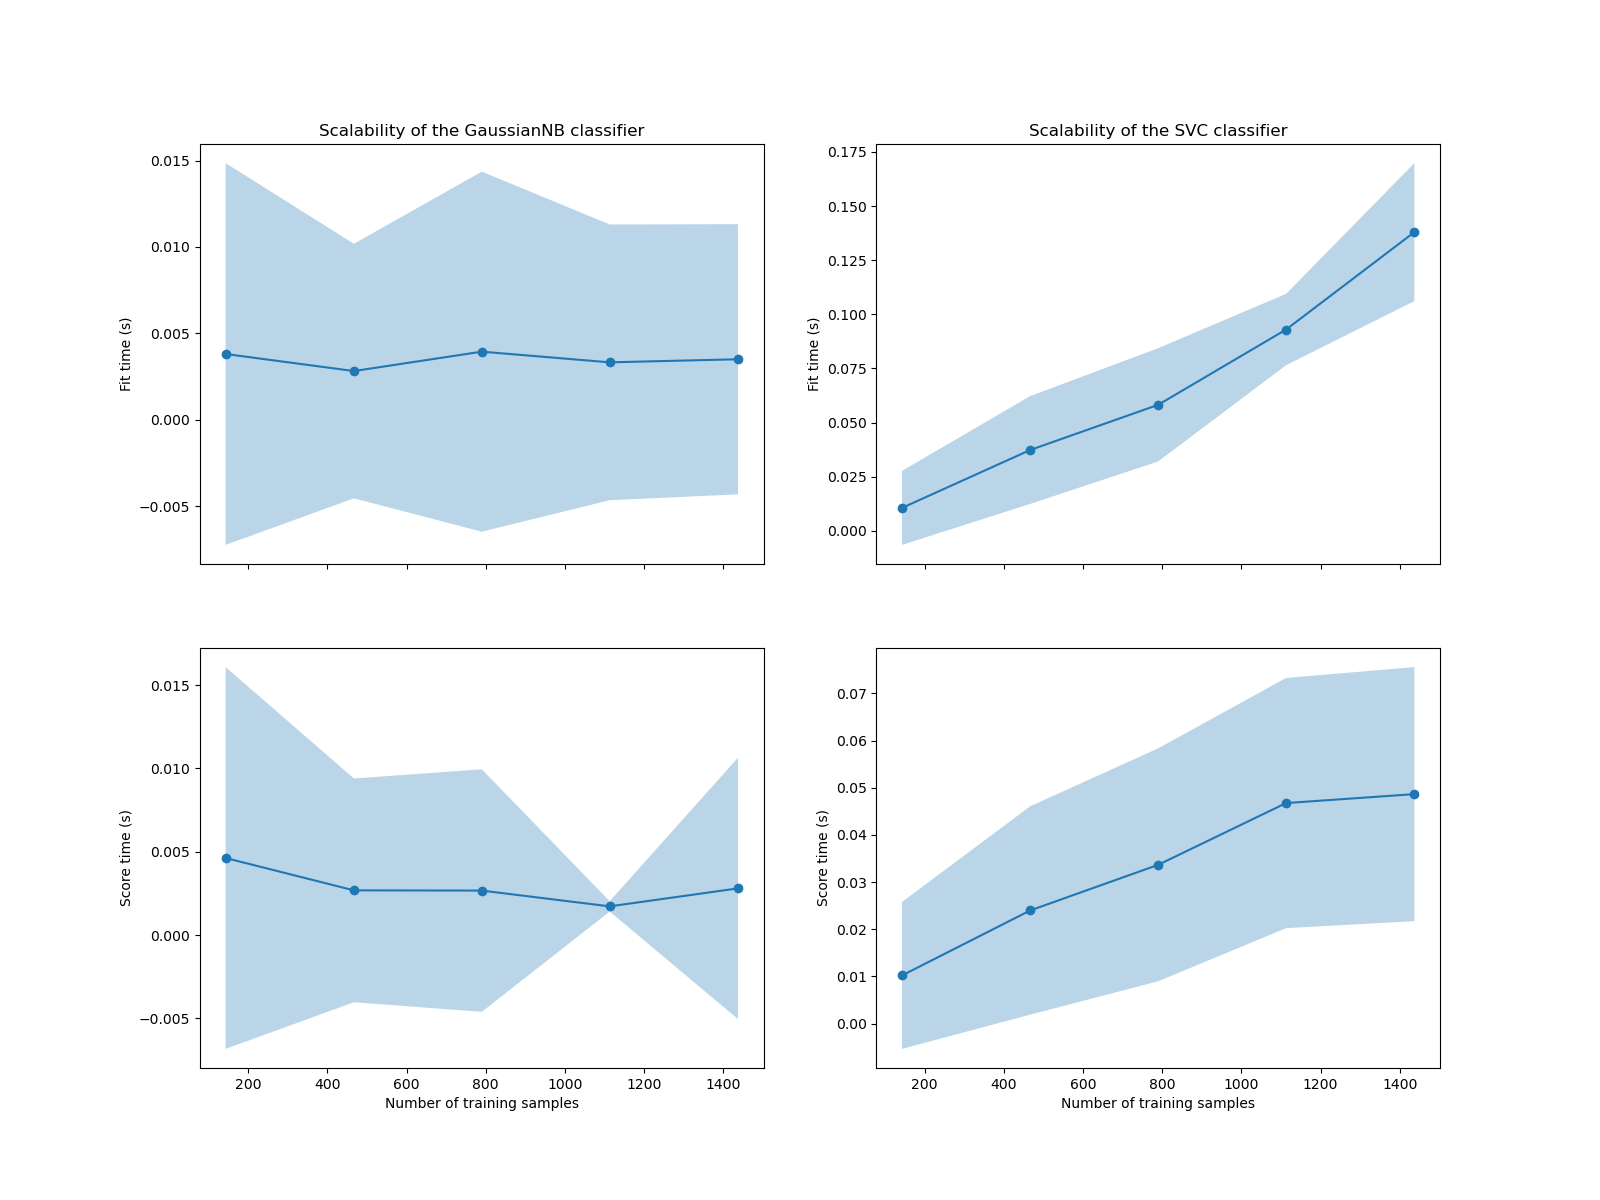 Scalability of the GaussianNB classifier
0.015
0.010
0.005
0.000
−0.005
Fit time (s)
Scalability of the SVC classifier
0.175
0.150
0.125
0.100
0.075
0.050
0.025
0.000
Fit time (s)
0.015
0.010
0.005
0.000
−0.005
Score time (s)
200 400 600 800 1000 1200 1400
Number of training samples
0.07
0.06
0.05
0.04
0.03
0.02
0.01
0.00
Score time (s)
200 400 600 800 1000 1200 1400
Number of training samples